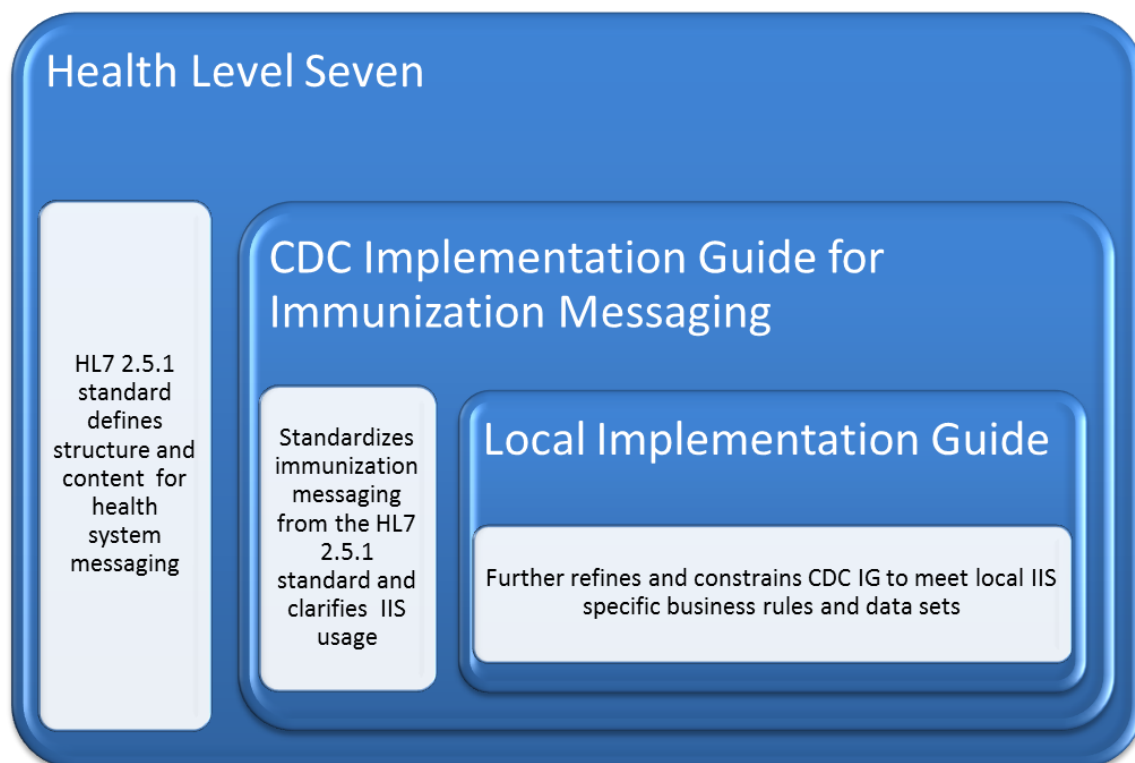 Health Level Seven
HL7 2.5.1
standard
defines
structure and
content for
health
system
messaging
CDC Implementation Guide for
Immunization Messaging
Standardizes
immunization
messaging
from the HL7
2.5.1
standard and
clarifies IIS
usage
Local Implementation Guide
Further refines and constrains CDC IG to meet local IIS
specific business rules and data sets